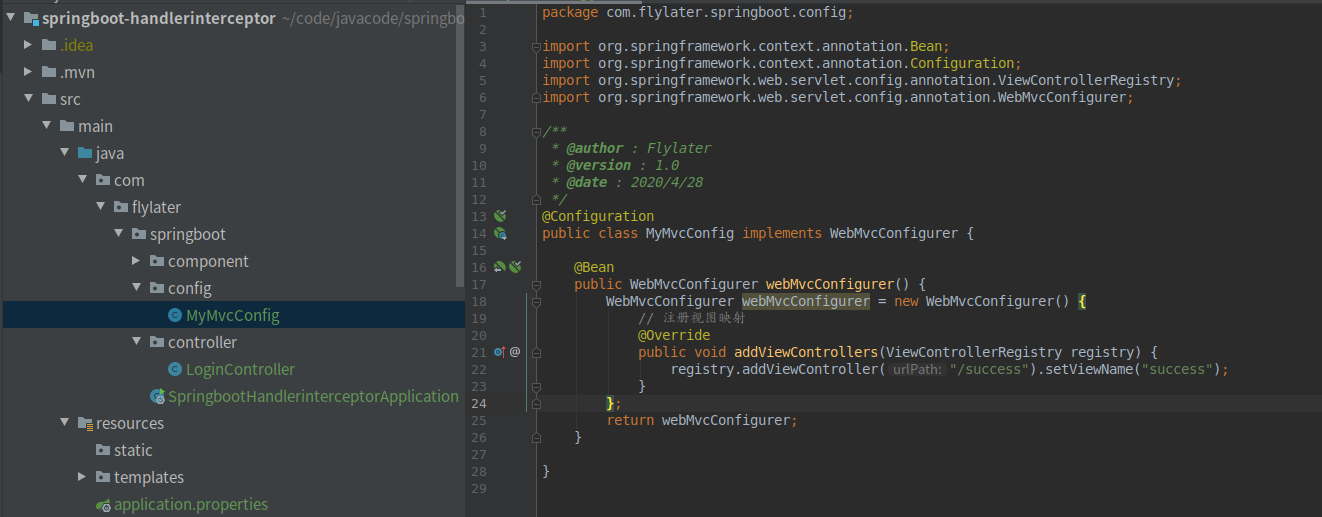 springboot-handlerinterceptor ~/code/javacode/springbo
.idea
.mvn
src
main
java
com
flylater
springboot
component
config
MyMvcConfig
controller
LoginController
SpringbootHandlerinterceptorApplication
resources
static
templates
application.properties
1 package com.flylater.springboot.config;
2
3 import org.springframework.context.annotation.Bean;
4 import org.springframework.context.annotation.Configuration;
5 import org.springframework.web.servlet.config.annotation.ViewControllerRegistry;
6 import org.springframework.web.servlet.config.annotation.WebMvcConfigurer;
7
8 /**
9 * @author : Flylater
10 * @version : 1.0
11 * @date : 2020/4/28
12 */
13 @Configuration
14 public class MyMvcConfig implements WebMvcConfigurer {
15
16 @Bean
17 public WebMvcConfigurer webMvcConfigurer() {
18 WebMvcConfigurer webMvcConfigurer = new WebMvcConfigurer() {
19 // 注册视图映射
20 @Override
21 @ public void addViewControllers(ViewControllerRegistry registry) {
22 registry.addViewController( urlPath: "/success").setViewName("success");
23 }
24 };
25 return webMvcConfigurer;
26 }
27
28 }
29